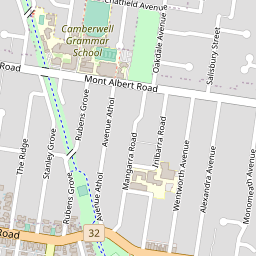 Chatfield Avenue
Camberwell
Grammar
School
Oakdale Avenue
Salisbury Street
Road
Mont Albert Road
Rubens Grove
Avenue Athol
The Ridge
Stanley Grove
Mangarra Road
Irilbarra Road
Wentworth Avenue
Alexandra Avenue
Monomeath Avenue
Rubens Grove
Avenue Athol
Road
32